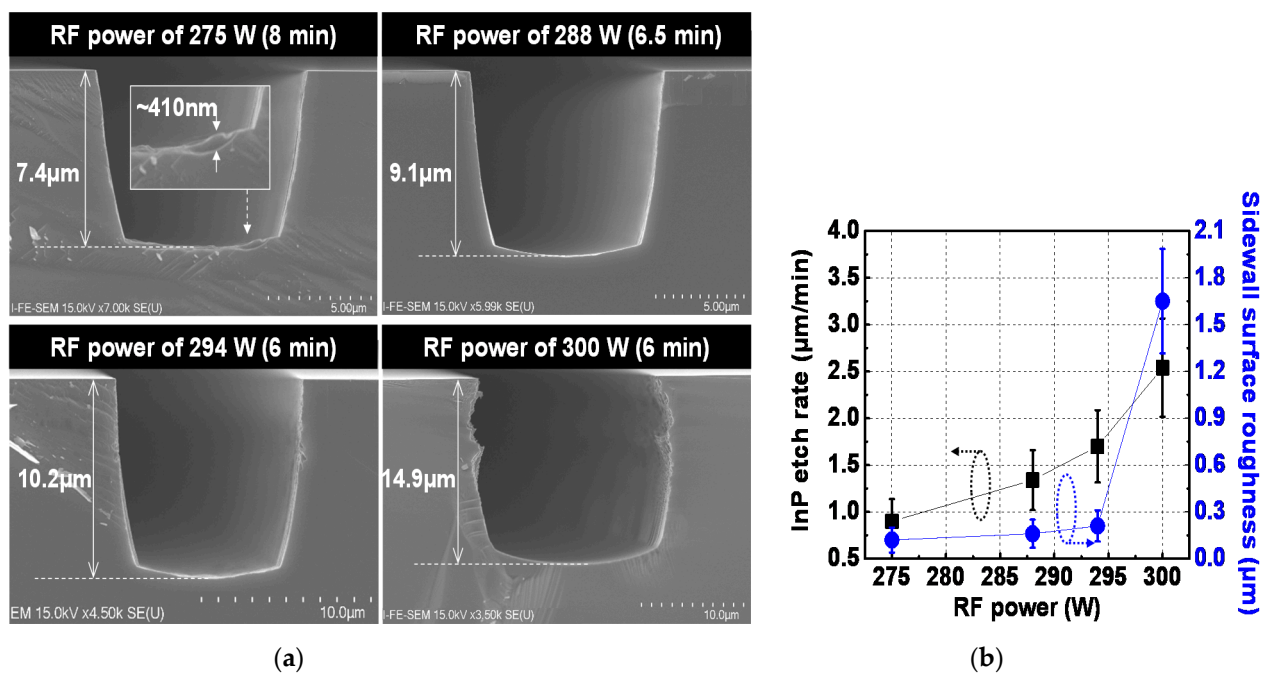 RF power of 275 W (8 min)
RF power of 288 W (6.5 min)
~410nm
7.4µm
9.1µm
I-FE-SEM 15.0kV x7.00k SE(U)
5.00µm
I-FE-SEM 15.0kV x5.99k SE(U)
5.00µm
RF power of 294 W (6 min)
RF power of 300 W (6 min)
10.2µm
14.9µm
EM 15.0kV x4.50k SE(U)
10.0µm
I-FE-SEM 15.0kV x3.50k SE(U)
10.0µm
(a)
InP etch rate (µm/min)
4.0
3.5
3.0
2.5
2.0
1.5
1.0
0.5
275 280 285 290 295 300
RF power (W)
2.1
1.8
1.5
1.2
0.9
0.6
0.3
0.0
Sidewall surface roughness (µm)
(b)